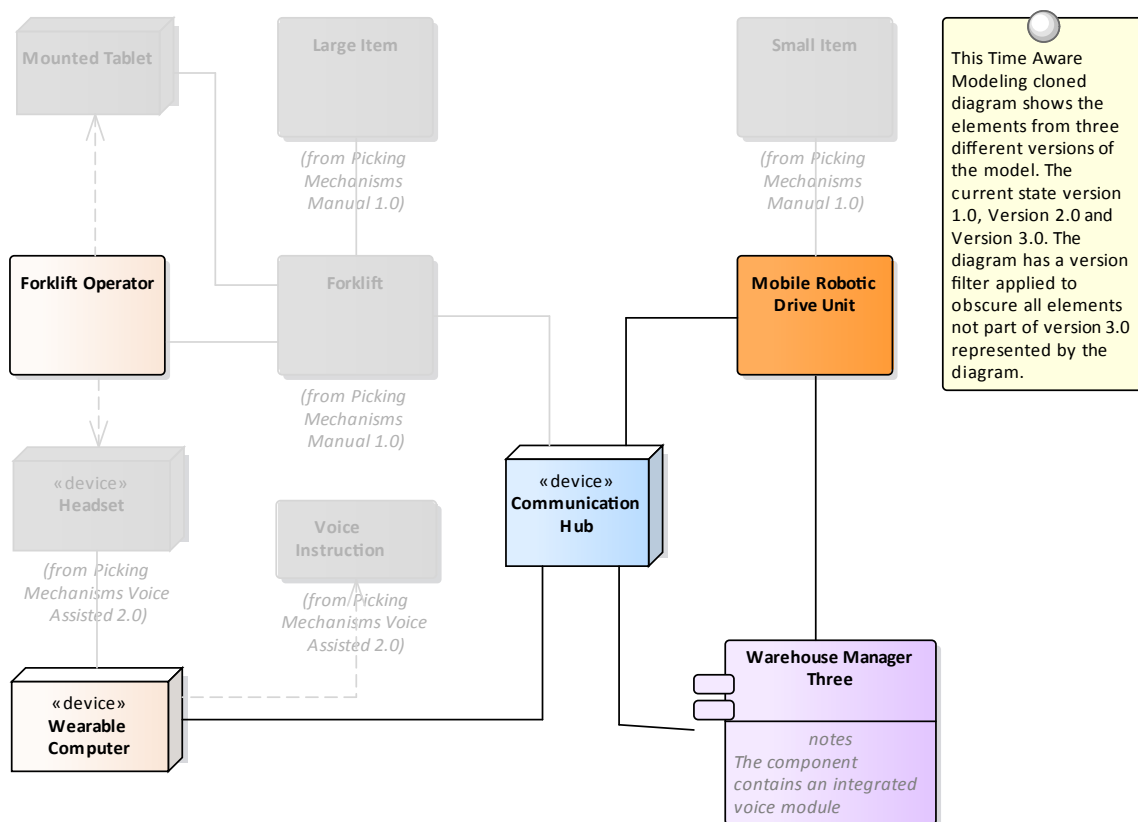 Mounted Tablet
Large Item
(from Picking
Mechanisms
Manual 1.0)
Small Item
(from Picking
Mechanisms
Manual 1.0)
This Time Aware
Modeling cloned
diagram shows the
elements from three
different versions of
the model. The
current state version
1.0, Version 2.0 and
Version 3.0. The
diagram has a version
filter applied to
obscure all elements
not part of version 3.0
represented by the
diagram.
Forklift Operator
Forklift
(from Picking
Mechanisms
Manual 1.0)
Mobile Robotic
Drive Unit
«device»
Headset
(from Picking
Mechanisms Voice
Assisted 2.0)
Voice
Instruction
(from Picking
Mechanisms Voice
Assisted 2.0)
«device»
Communication
Hub
«device»
Wearable
Computer
Warehouse Manager
Three
notes
The component
contains an integrated
voice module